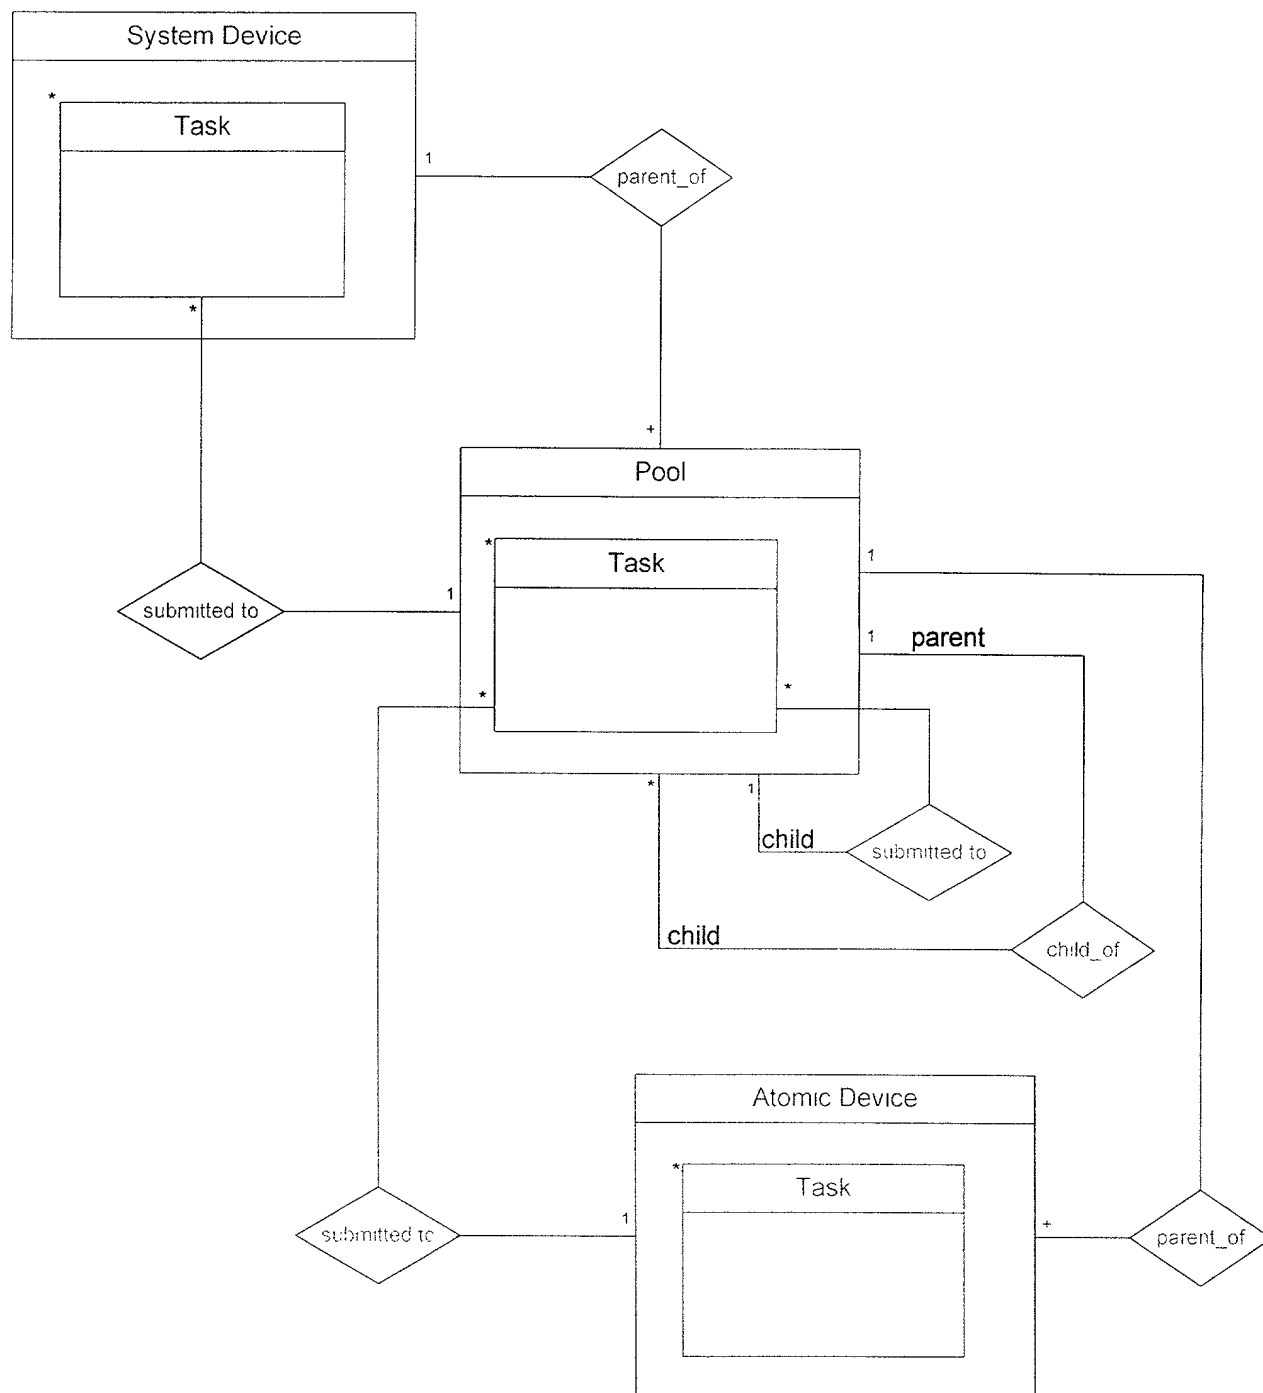 System Device
*
Task
1
parent_of
*
+
Pool
*
Task
1
submitted to
1
1
parent
*
*
*
1
child
submitted to
child
child_of
Atomic Device
*
Task
submitted to
1
+
parent_of